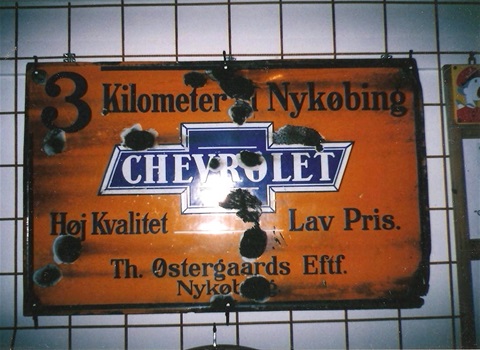 3 Kilometer Nykøbing
CHEVROLET
Høj Kvalitet Lav Pris.
Th. Østergaards Eftf.